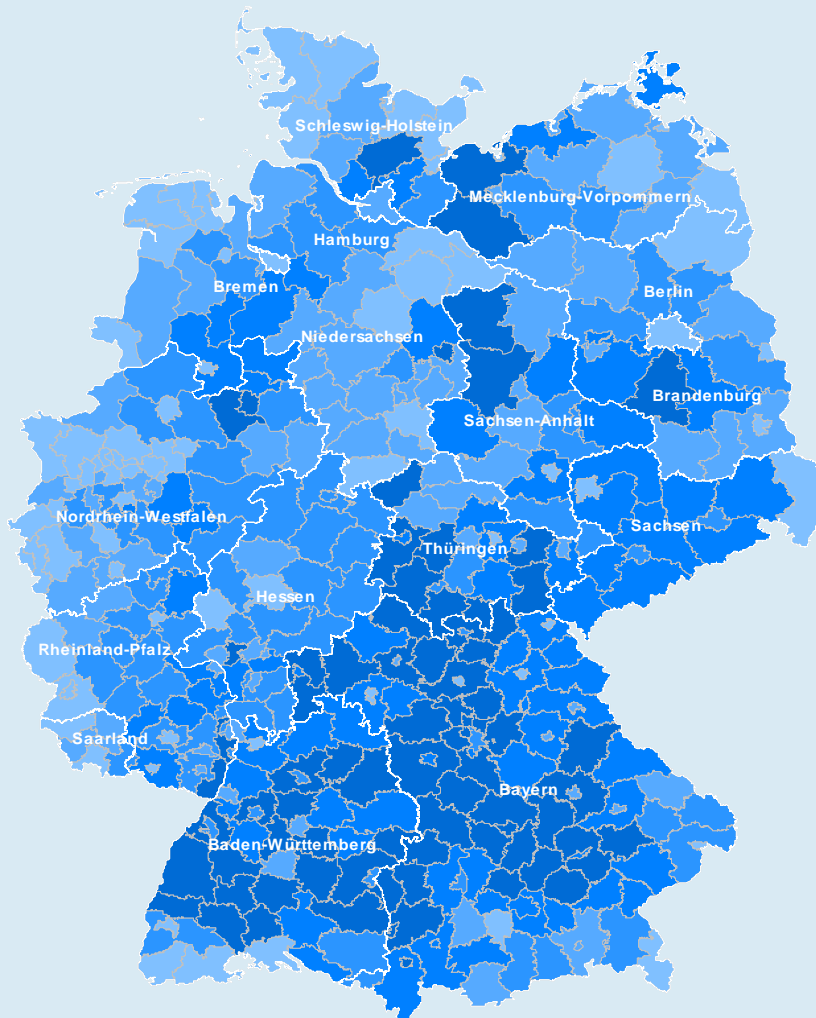 Schleswig-Holstein
Mecklenburg-Vorpommern
Hamburg
Bremen
Berlin
Niedersachsen
Brandenburg
Sachsen-Anhalt
Nordrhein-Westfalen
Sachsen
Thüringen
Hessen
Rheinland-Pfalz
Saarland
Bayern
Baden-Württemberg